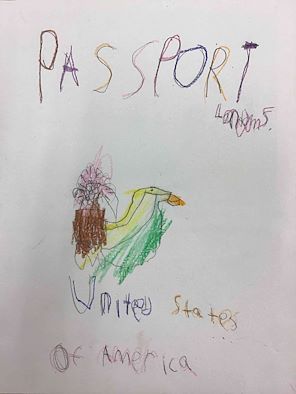 PASSPORT
United States
Of America